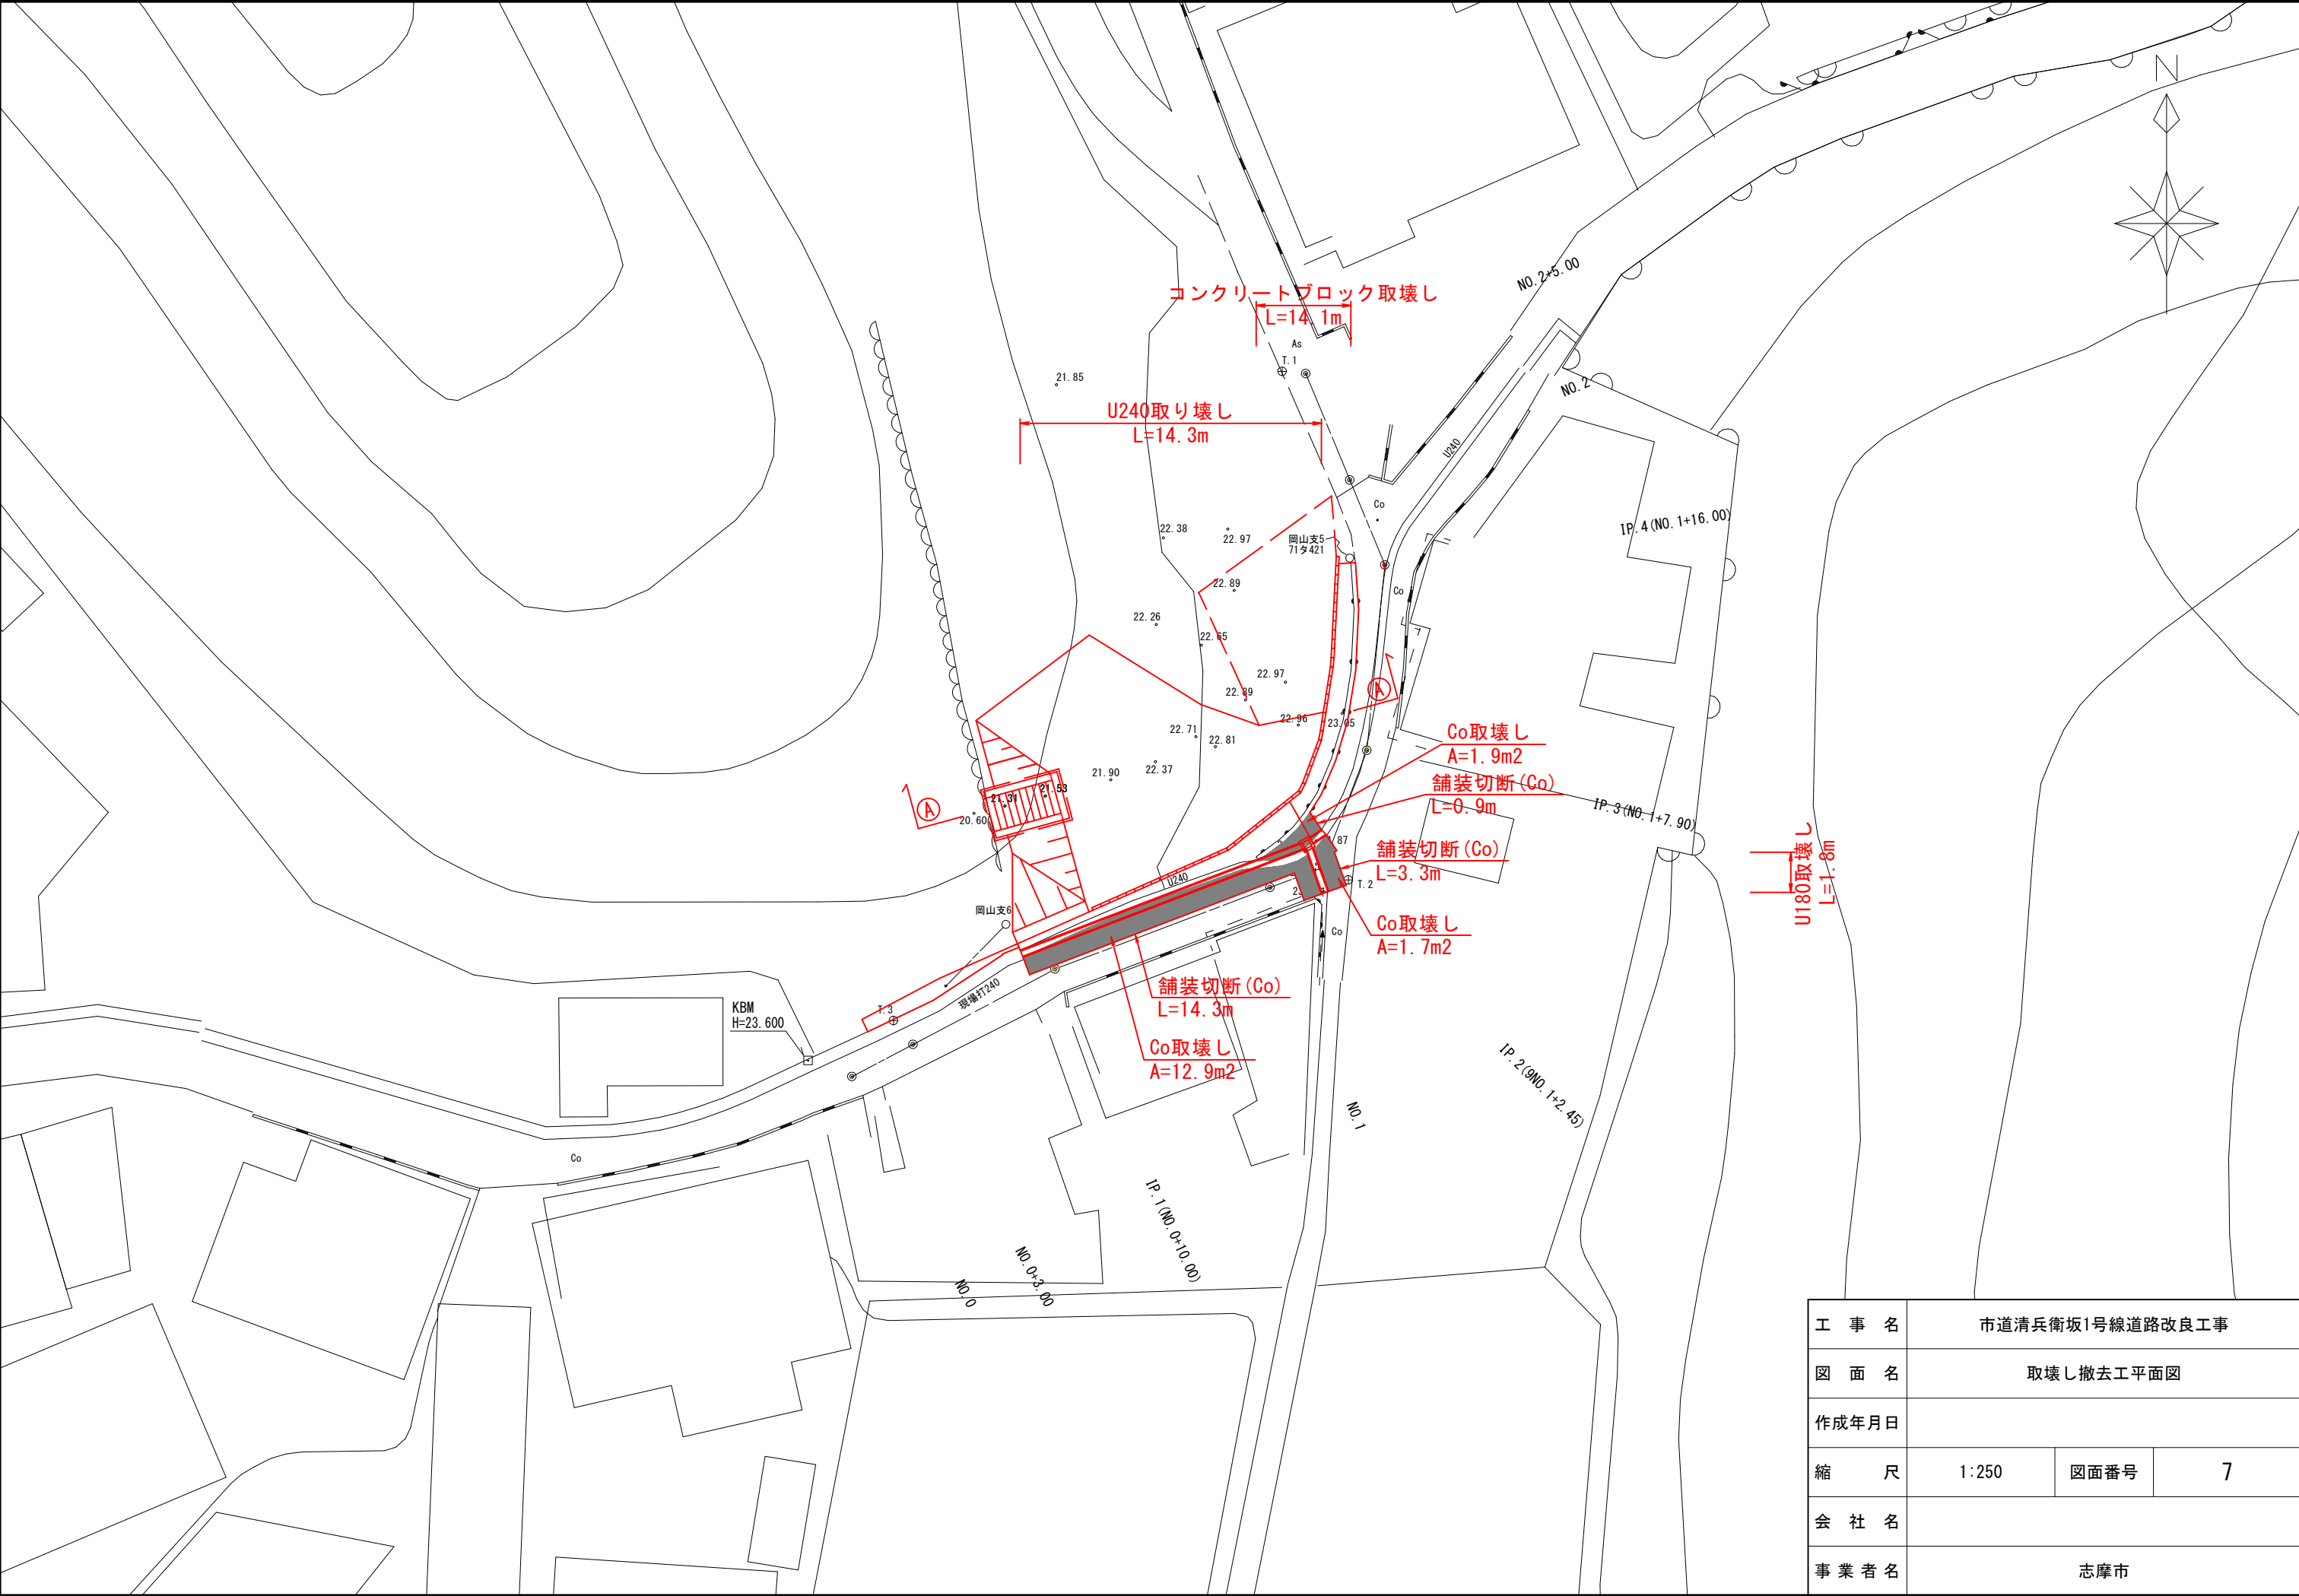 N
NO.2+5.00
コンクリートブロック取壊し
L=14.1m
As
T.1
21.85
NO.2
U240取り壊し
L=14.3m
U240
Co
IP.4(NO.1+16.00)
22.38
22.97
岡山支5
71タ421
22.89
Co
22.26
22.65
22.97
22.89
A
22.96
23.05
22.71
22.81
Co取壊し
A=1.9m2
21.90
22.37
舗装切断(Co)
L=0.9m
21.31
21.53
A
20.60
IP.3(NO.1+7.90)
87
舗装切断(Co)
L=3.3m
U180取壊し
L=1.8m
U240
T.2
岡山支6
Co取壊し
A=1.7m2
Co
舗装切断(Co)
L=14.3m
現場打240
T.3
KBM
H=23.600
Co取壊し
A=12.9m2
IP.2(9NO.1+2.45)
NO.1
Co
IP.1(NO.0+10.00)
NO.0+3.00
NO.0
工事名 市道清兵衛坂1号線道路改良工事
図面名 取壊し撤去工平面図
作成年月日
縮尺 1:250 図面番号 7
会社名
事業者名 志摩市